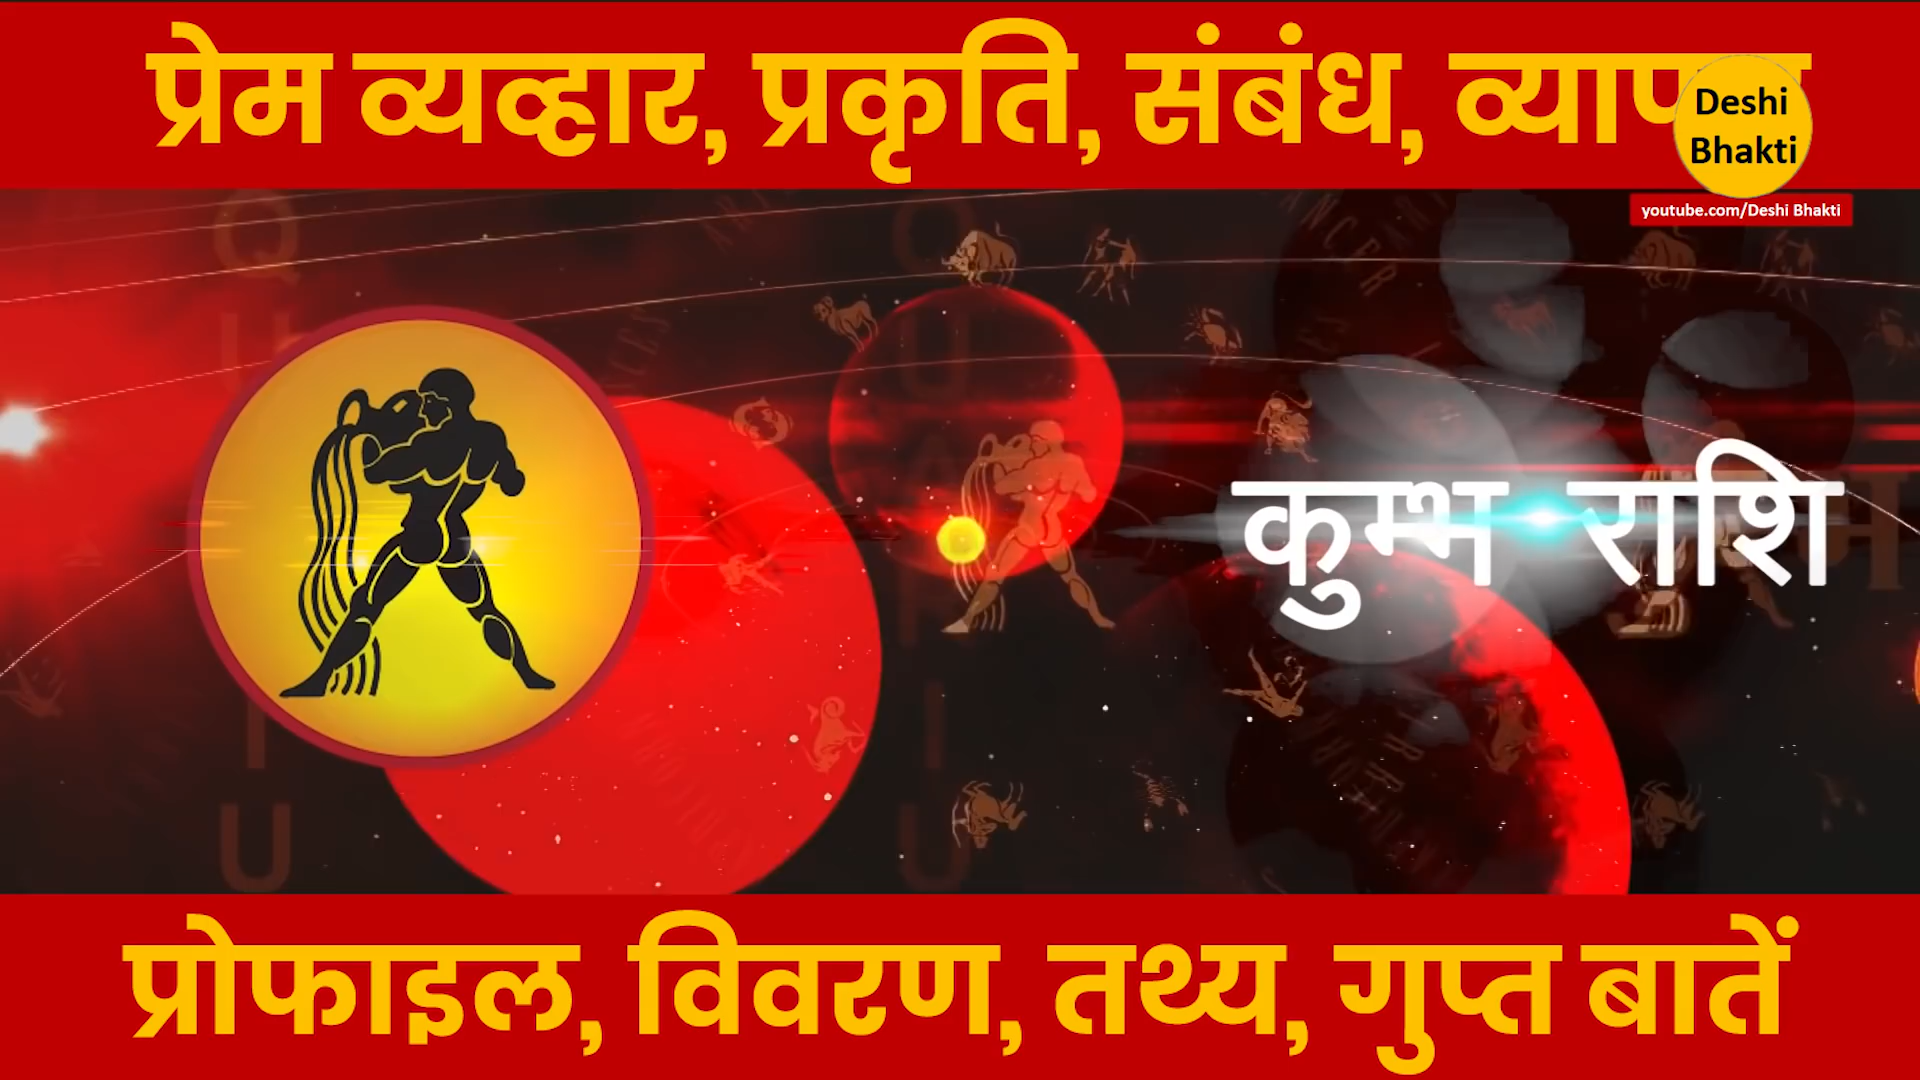 प्रेम व्यव्हार, प्रकृति, संबंध,
Deshi
Bhakti
youtube.com/Deshi Bhakti
कुम्भ राशि
प्रोफाइल, विवरण, तथ्य, गुप्त बातें